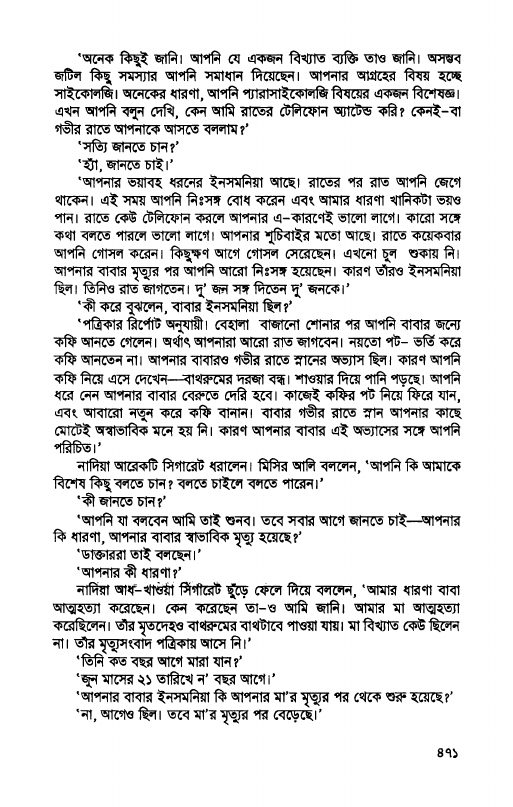 ‘অনেক কিছুই জানি। আপনি যে একজন বিখ্যাত ব্যক্তি তাও জানি। অসম্ভব
জটিল কিছু সমস্যার আপনি সমাধান দিয়েছেন। আপনার আগ্রহের বিষয় হচ্ছে
সাইকোলজি। অনেকের ধারণা, আপনি প্যারাসাইকোলজি বিষয়ের একজন বিশেষজ্ঞ।
এখন আপনি বলুন দেখি, কেন আমি রাতের টেলিফোন অ্যাটেন্ড করি? কেনই-বা
গভীর রাতে আপনাকে আসতে বললাম?’
‘সত্যি জানতে চান?’
‘হ্যাঁ, জানতে চাই।’
‘আপনার ভয়াবহ ধরনের ইনসমনিয়া আছে। রাতের পর রাত আপনি জেগে
থাকেন। এই সময় আপনি নিঃসঙ্গ বোধ করেন এবং আমার ধারণা খানিকটা ভয়ও
পান। রাতে কেউ টেলিফোন করলে আপনার এ-কারণেই ভালো লাগে। কারো সঙ্গে
কথা বলতে পারলে ভালো লাগে। আপনার শুচিবাইর মতো আছে। রাতে কয়েকবার
আপনি গোসল করেন। কিছুক্ষণ আগে গোসল সেরেছেন। এখনো চুল শুকায় নি।
আপনার বাবার মৃত্যুর পর আপনি আরো নিঃসঙ্গ হয়েছেন। কারণ তাঁরও ইনসমনিয়া
ছিল। তিনিও রাত জাগতেন। দু’ জন সঙ্গ দিতেন দু’ জনকে।’
‘কী করে বুঝলেন, বাবার ইনসমনিয়া ছিল?’
‘পত্রিকার রিপোর্ট অনুযায়ী। বেহালা বাজানো শোনার পর আপনি বাবার জন্যে
কফি আনতে গেলেন। অর্থাৎ আপনারা আরো রাত জাগবেন। নয়তো পট- ভর্তি করে
কফি আনতেন না। আপনার বাবারও গভীর রাতে স্নানের অভ্যাস ছিল। কারণ আপনি
কফি নিয়ে এসে দেখেন—বাথরুমের দরজা বন্ধ। শাওয়ার দিয়ে পানি পড়ছে। আপনি
ধরে নেন আপনার বাবার বেরুতে দেরি হবে। কাজেই কফির পট নিয়ে ফিরে যান,
এবং আবারো নতুন করে কফি বানান। বাবার গভীর রাতে স্নান আপনার কাছে
মোটেই অস্বাভাবিক মনে হয় নি। কারণ আপনার বাবার এই অভ্যাসের সঙ্গে আপনি
পরিচিত।’
নাদিয়া আরেকটি সিগারেট ধরালেন। মিসির আলি বললেন, ‘আপনি কি আমাকে
বিশেষ কিছু বলতে চান? বলতে চাইলে বলতে পারেন।’
‘কী জানতে চান?’
‘আপনি যা বলবেন আমি তাই শুনব। তবে সবার আগে জানতে চাই—আপনার
কি ধারণা, আপনার বাবার স্বাভাবিক মৃত্যু হয়েছে?’
‘ডাক্তাররা তাই বলছেন।’
‘আপনার কী ধারণা?’
নাদিয়া আধ-খাওয়া সিগারেট ছুঁড়ে ফেলে দিয়ে বললেন, ‘আমার ধারণা বাবা
আত্মহত্যা করেছেন। কেন করেছেন তা-ও আমি জানি। আমার মা আত্মহত্যা
করেছিলেন। তাঁর মৃতদেহও বাথরুমের বাথটাবে পাওয়া যায়। মা বিখ্যাত কেউ ছিলেন
না। তাঁর মৃত্যুসংবাদ পত্রিকায় আসে নি।’
‘তিনি কত বছর আগে মারা যান?’
‘জুন মাসের ২১ তারিখে ন’ বছর আগে।’
‘আপনার বাবার ইনসমনিয়া কি আপনার মা’র মৃত্যুর পর থেকে শুরু হয়েছে?’
‘না, আগেও ছিল। তবে মা’র মৃত্যুর পর বেড়েছে।’
৪৭১